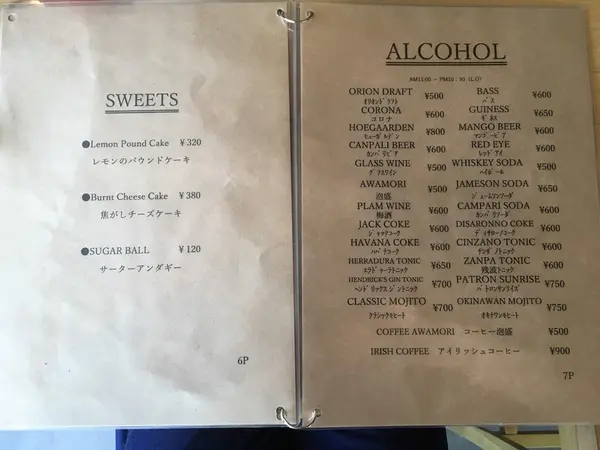 SWEETS
●Lemon Pound Cake ¥320
レモンのパウンドケーキ
●Burnt Cheese Cake ¥380
焦がしチーズケーキ
●SUGAR BALL ¥120
サーターアンダギー
6P
ALCOHOL
AM11:00 - PM10:30 (L.O)
ORION DRAFT ¥500
オリオンドラフト
CORONA ¥600
コロナ
HOEGAARDEN ¥800
ヒューガルデン
CANPALI BEER ¥600
カンパリビア
GLASS WINE ¥500
グラスワイン
AWAMORI ¥500
泡盛
PLAM WINE ¥600
梅酒
JACK COKE ¥600
ジャックコーク
HAVANA COKE ¥600
ハバナコーク
HERRADURA TONIC ¥650
エラドゥーラトニック
HENDRICK'S GIN TONIC ¥700
ヘンドリックスジントニック
CLASSIC MOJITO ¥700
クラシックモヒート
BASS ¥600
バス
GUINESS ¥650
ギネス
MANGO BEER ¥600
マンゴービア
RED EYE ¥600
レッドアイ
WHISKEY SODA ¥500
ハイボール
JAMESON SODA ¥650
ジェームソンソーダ
CAMPARI SODA ¥600
カンパリソーダ
DISARONNO COKE ¥600
ディサローノコーク
CINZANO TONIC ¥600
チンザノトニック
ZANPA TONIC ¥600
残波トニック
PATRON SUNRISE ¥750
パトロンサンライズ
OKINAWAN MOJITO ¥750
オキナワンモヒート
COFFEE AWAMORI コーヒー泡盛 ¥500
IRISH COFFEE アイリッシュコーヒー ¥900
7P